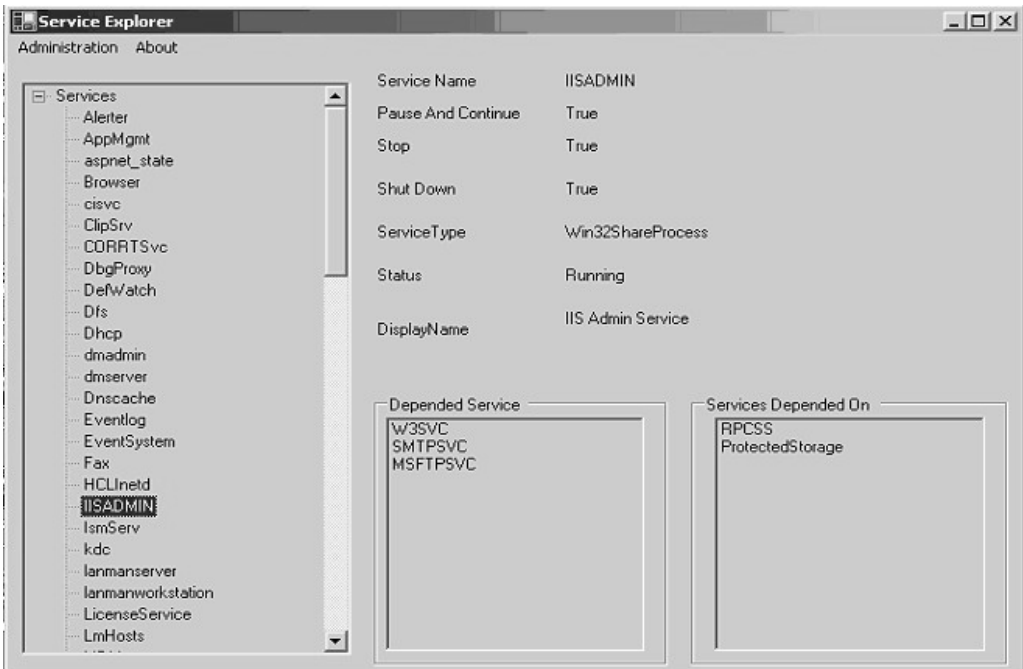 Service Explorer
Administration About
Services
Alerter
AppMgmt
aspnet_state
Browser
cisvc
ClipSrv
CORRTSvc
DbgProxy
DefWatch
Dfs
Dhcp
dmadmin
dmserver
Dnscache
Eventlog
EventSystem
Fax
HCLInetd
IISADMIN
IsmServ
kdc
lanmanserver
lanmanworkstation
LicenseService
LmHosts
Service Name IISADMIN
Pause And Continue True
Stop True
Shut Down True
ServiceType Win32ShareProcess
Status Running
DisplayName IIS Admin Service
Depended Service
W3SVC
SMTPSVC
MSFTPSVC
Services Depended On
RPCSS
ProtectedStorage